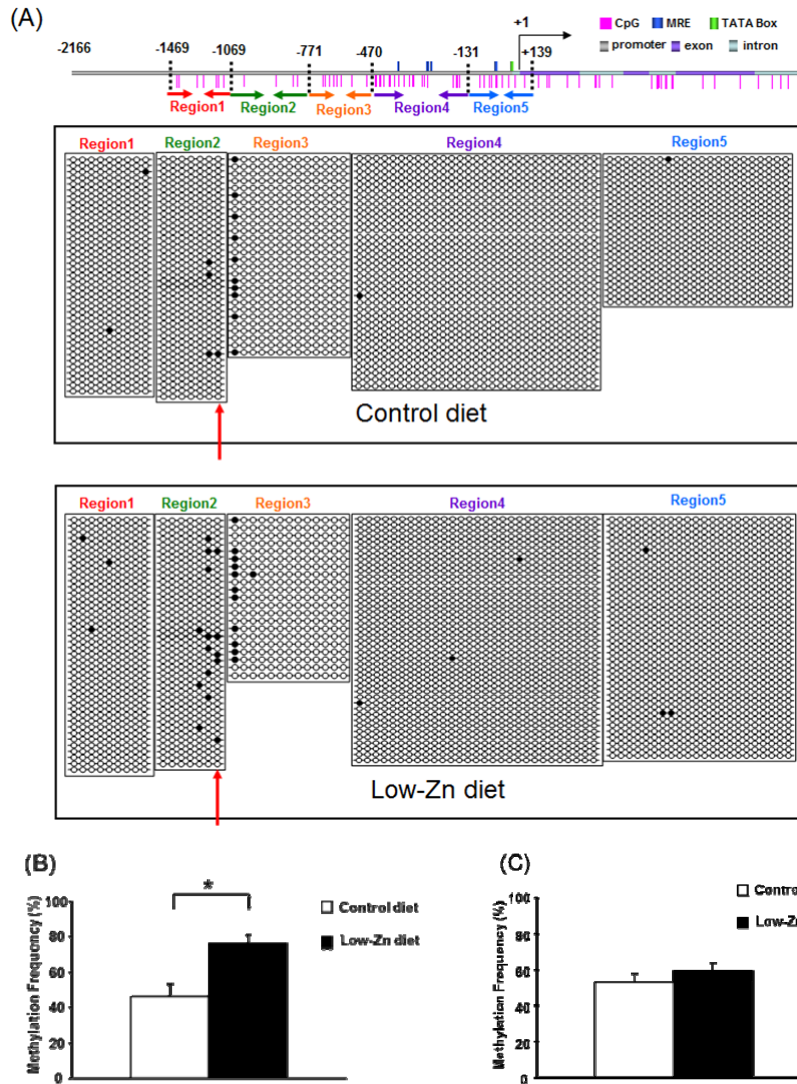 (A)
+1
CpG MRE TATA Box
promoter exon intron
-2166 -1469 -1069 -771 -470 -131 +139
Region1 Region2 Region3 Region4 Region5
Region1 Region2 Region3 Region4 Region5
Control diet
Region1 Region2 Region3 Region4 Region5
Low-Zn diet
(B)
Methylation Frequency (%)
100
80
60
40
20
0
*
Control diet
Low-Zn diet
(C)
Methylation Frequency (%)
100
80
60
40
20
0
Contro
Low-Z